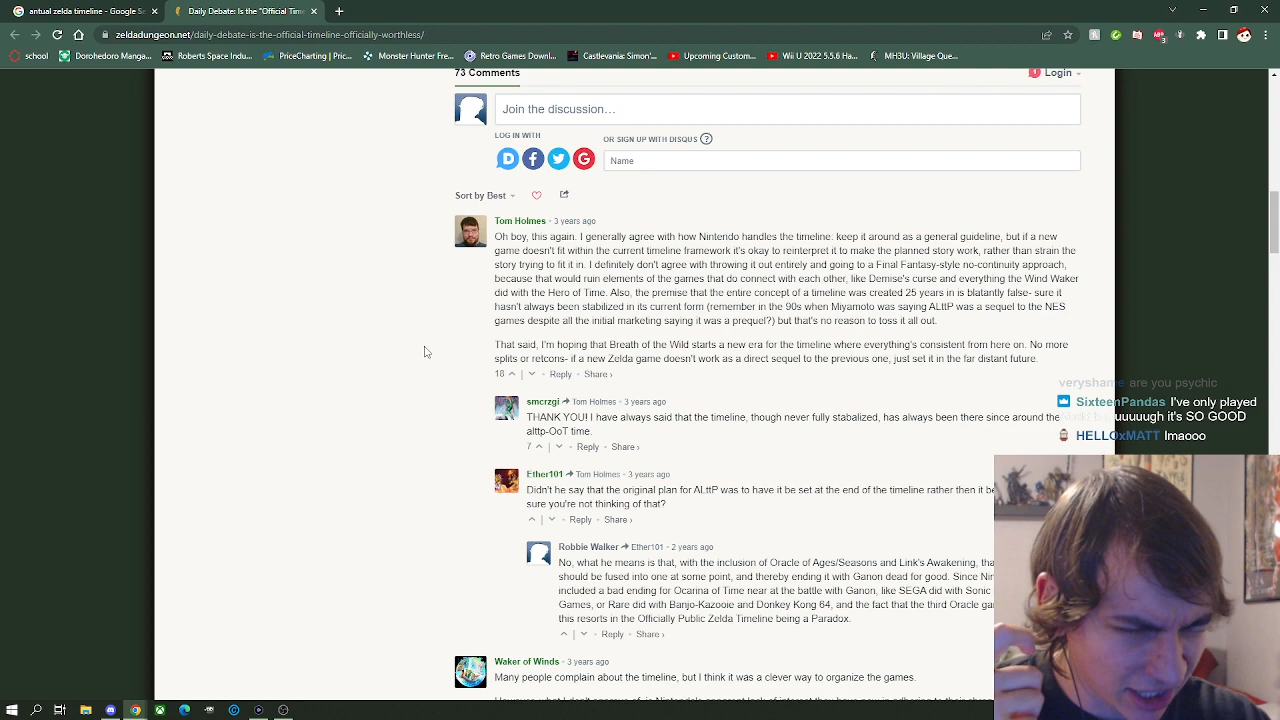 antual zelda timeline - Google Se
Daily Debate: Is the "Official Time
zeldadungeon.net/daily-debate-is-the-timeline-officially-worthless/
school
Dorohedoro Manga...
Roberts Space Indu...
PriceCharting | Pric...
Monster Hunter Fre...
Retro Games Downl...
Castlevania: Simon'...
Upcoming Custom...
Wii U 2022 5.5.6 Ha...
MH3U: Village Que...
73 Comments
Login
Join the discussion...
LOG IN WITH
OR SIGN UP WITH DISQUS ?
Name
Sort by Best
Tom Holmes • 3 years ago
Oh boy, this again. I generally agree with how Nintendo handles the timeline: keep it around as a general guideline, but if a new
game doesn't fit within the current timeline framework it's okay to reinterpret it to make the planned story work, rather than strain the
story trying to fit it in. I definitely don't agree with throwing it out entirely and going to a Final Fantasy-style no-continuity approach,
because that would ruin elements of the games that do connect with each other, like Demise's curse and everything the Wind Waker
did with the Hero of Time. Also, the premise that the entire concept of a timeline was created 25 years in is blatantly false- sure it
hasn't always been consistent in its current form (remember in the 90s when Miyamoto was saying ALttP was a sequel to the NES
games despite all the initial marketing saying it was a prequel?) but that's no reason to toss it all out.
That said, I'm hoping that Breath of the Wild starts a new era for the timeline where everything's consistent from here on. No more
splits or retcons- if a new Zelda game doesn't work as a direct sequel to the previous one, just set it in the far distant future.
18 | • Reply • Share ›
smcrzgi Tom Holmes • 3 years ago
THANK YOU! I have always said that the timeline, though never fully stabalized, has always been there since around the
alttp-OoT time.
7 | • Reply • Share ›
Ether101 Tom Holmes • 3 years ago
Didn't he say that the original plan for ALttP was to have it be set at the end of the timeline rather then it be
sure you're not thinking of that?
| • Reply • Share ›
Robbie Walker Ether101 • 2 years ago
No, what he means is that, with the inclusion of Oracle of Ages/Seasons and Link's Awakening, tha
should be fused into one at some point, and thereby ending it with Ganon dead for good. Since Nin
included a bad ending for Ocarina of Time near at the battle with Ganon, like SEGA did with Sonic
Games, or Rare did with Banjo-Kazooie and Donkey Kong 64, and the fact that the third Oracle ga
this resorts in the Officially Public Zelda Timeline being a Paradox.
| • Reply • Share ›
Waker of Winds • 3 years ago
Many people complain about the timeline, but I think it was a clever way to organize the games.
veryshame are you psychic
SixteenPandas I've only played
uuuuugh it's SO GOOD
HELLOxMATT lmaooo